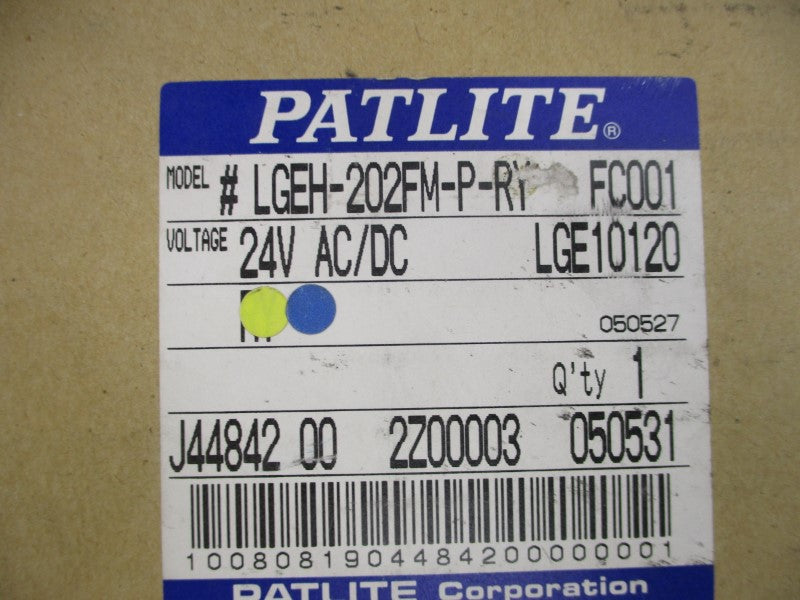 PATLITE®
MODEL # LGEH-202FM-P-RY FC001
VOLTAGE 24V AC/DC LGE10120
050527
Q'ty 1
J44842 00 2Z00003 050531
1008081904484200000001
PATLITE Corporation